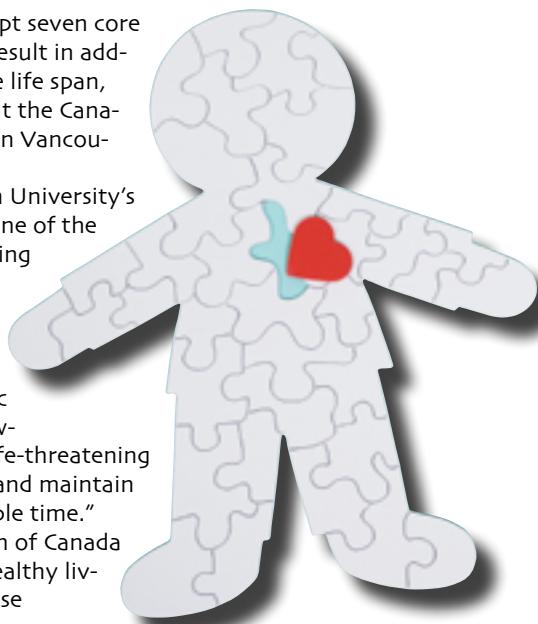 pt seven core
esult in add-
e life span,
t the Cana-
n Vancou-
University's
ne of the
ing
c
w-
fe-threatening
and maintain
ble time."
n of Canada
ealthy liv-
se